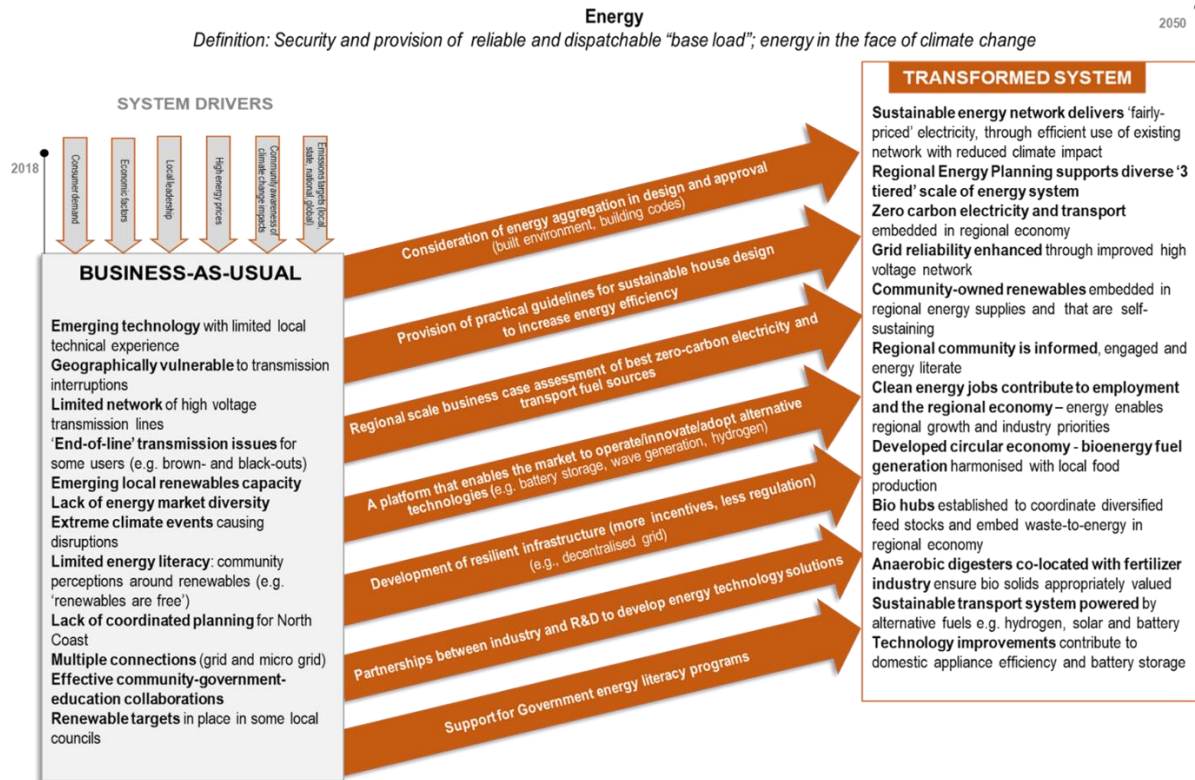 Energy
2050
Definition: Security and provision of reliable and dispatchable “base load”; energy in the face of climate change
SYSTEM DRIVERS
2018
Consumer demand
Economic factors
Local leadership
High energy prices
Community awareness of
climate change impacts
Emissions targets (local,
state, national, global)
BUSINESS-AS-USUAL
Emerging technology with limited local
technical experience
Geographically vulnerable to transmission
interruptions
Limited network of high voltage
transmission lines
‘End-of-line’ transmission issues for
some users (e.g. brown- and black-outs)
Emerging local renewables capacity
Lack of energy market diversity
Extreme climate events causing
disruptions
Limited energy literacy: community
perceptions around renewables (e.g.
‘renewables are free’)
Lack of coordinated planning for North
Coast
Multiple connections (grid and micro grid)
Effective community-government-
education collaborations
Renewable targets in place in some local
councils
Consideration of energy aggregation in design and approval
(built environment, building codes)
Provision of practical guidelines for sustainable house design
to increase energy efficiency
Regional scale business case assessment of best zero-carbon electricity and
transport fuel sources
A platform that enables the market to operate/innovate/adopt alternative
technologies (e.g. battery storage, wave generation, hydrogen)
Development of resilient infrastructure (more incentives, less regulation)
(e.g., decentralised grid)
Partnerships between industry and R&D to develop energy technology solutions
Support for Government energy literacy programs
TRANSFORMED SYSTEM
Sustainable energy network delivers ‘fairly-
priced’ electricity, through efficient use of existing
network with reduced climate impact
Regional Energy Planning supports diverse ‘3
tiered’ scale of energy system
Zero carbon electricity and transport
embedded in regional economy
Grid reliability enhanced through improved high
voltage network
Community-owned renewables embedded in
regional energy supplies and that are self-
sustaining
Regional community is informed, engaged and
energy literate
Clean energy jobs contribute to employment
and the regional economy – energy enables
regional growth and industry priorities
Developed circular economy - bioenergy fuel
generation harmonised with local food
production
Bio hubs established to coordinate diversified
feed stocks and embed waste-to-energy in
regional economy
Anaerobic digesters co-located with fertilizer
industry ensure bio solids appropriately valued
Sustainable transport system powered by
alternative fuels e.g. hydrogen, solar and battery
Technology improvements contribute to
domestic appliance efficiency and battery storage